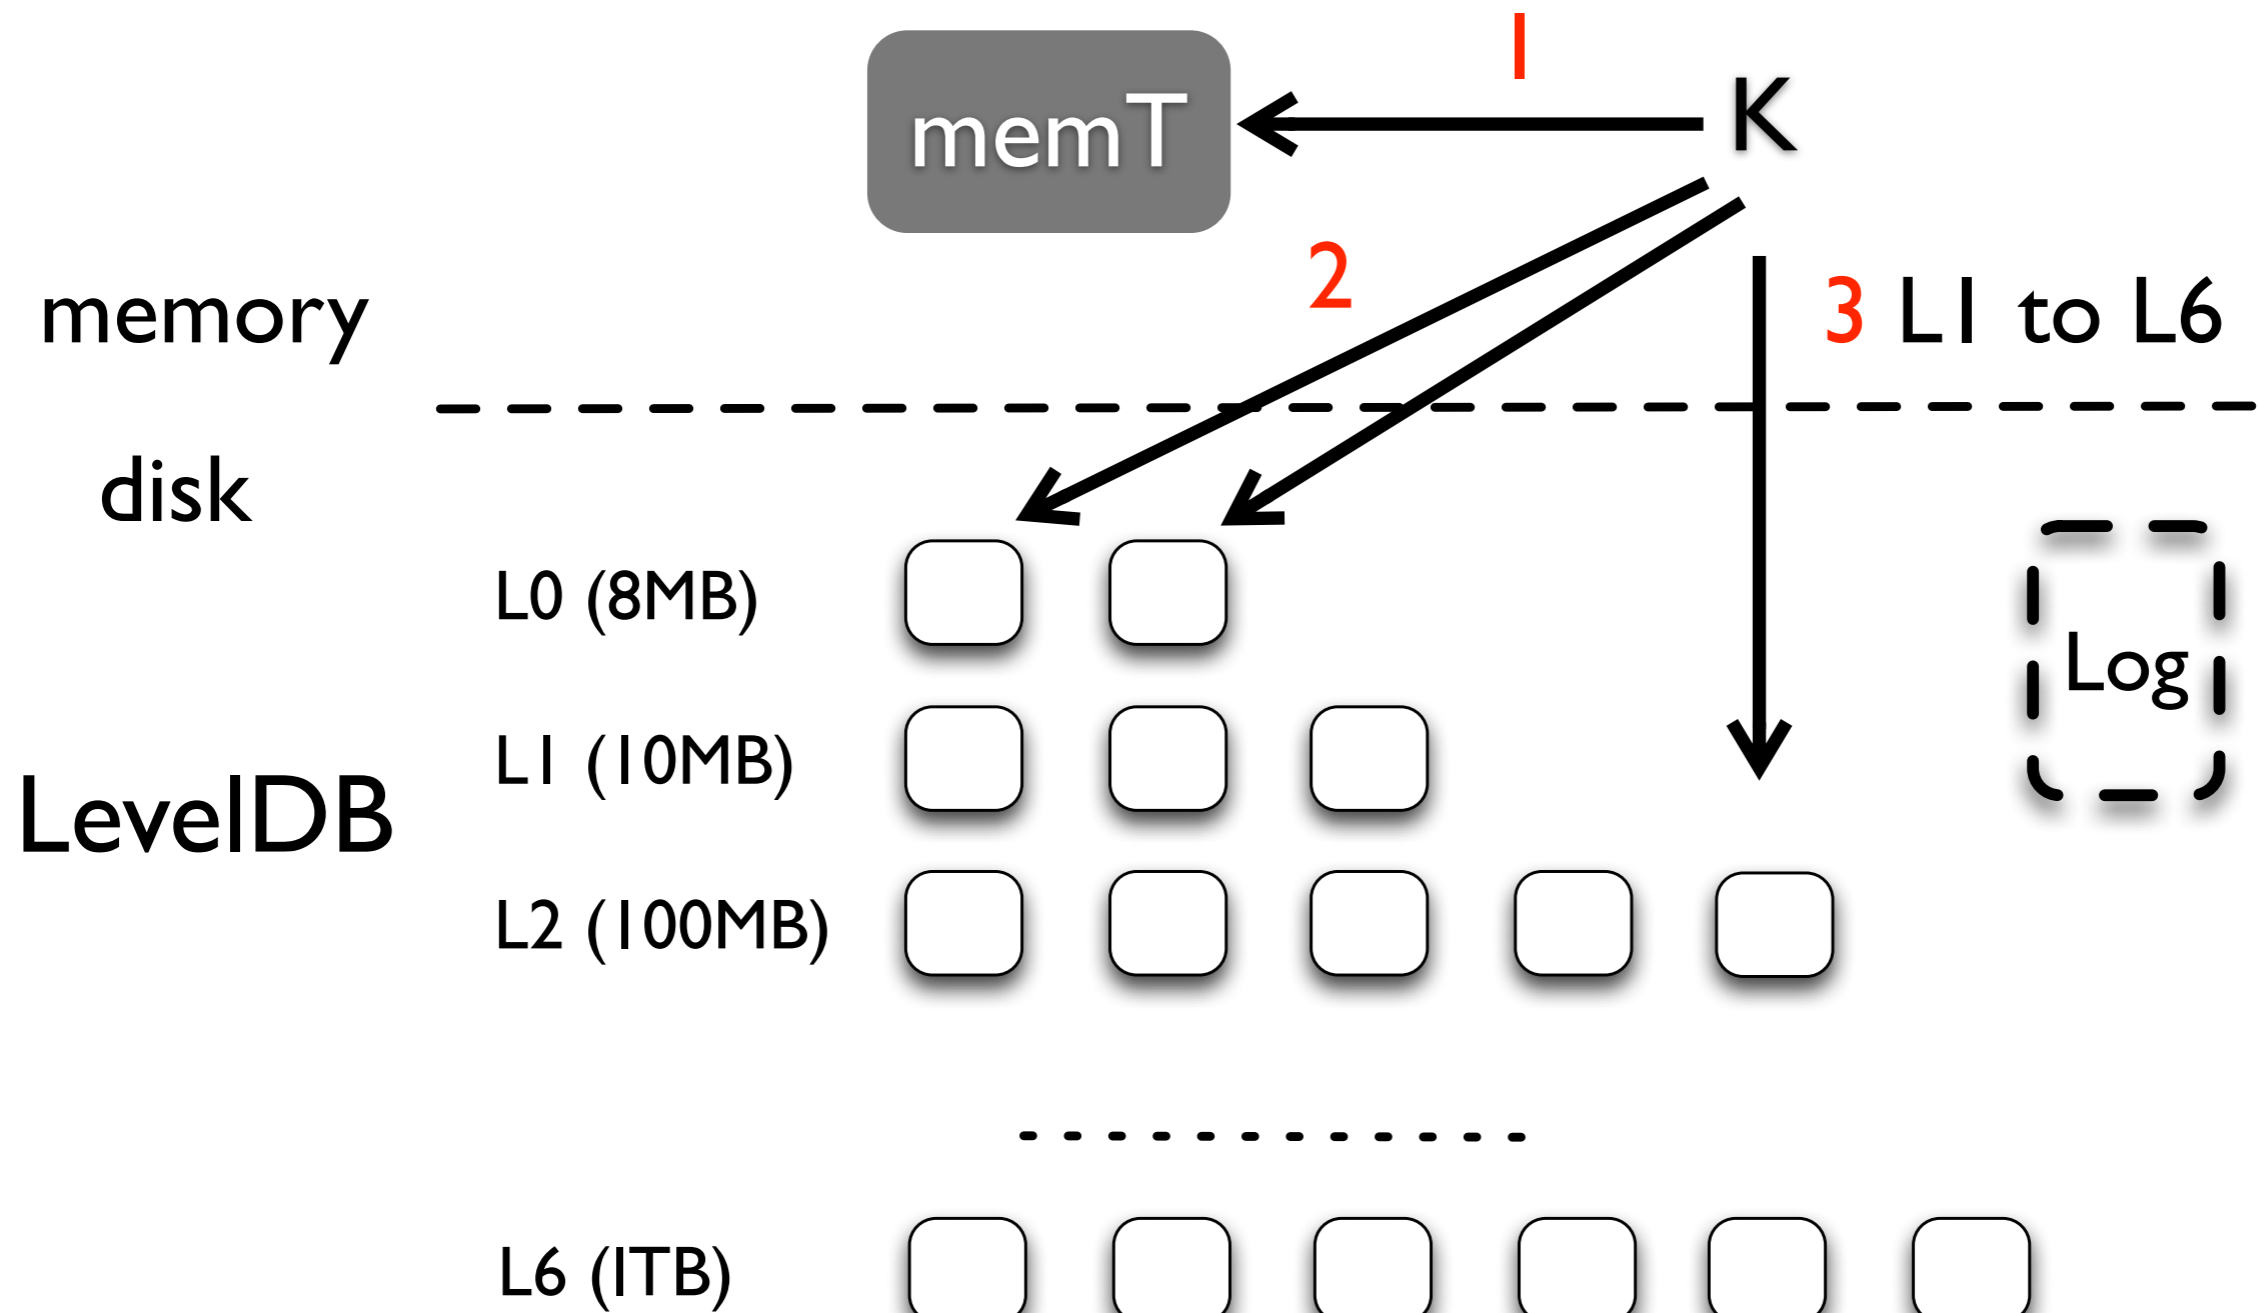 1
K
memT
2
memory
3 L1 to L6
disk
L0 (8MB)
Log
L1 (10MB)
LevelDB
L2 (100MB)
L6 (1TB)